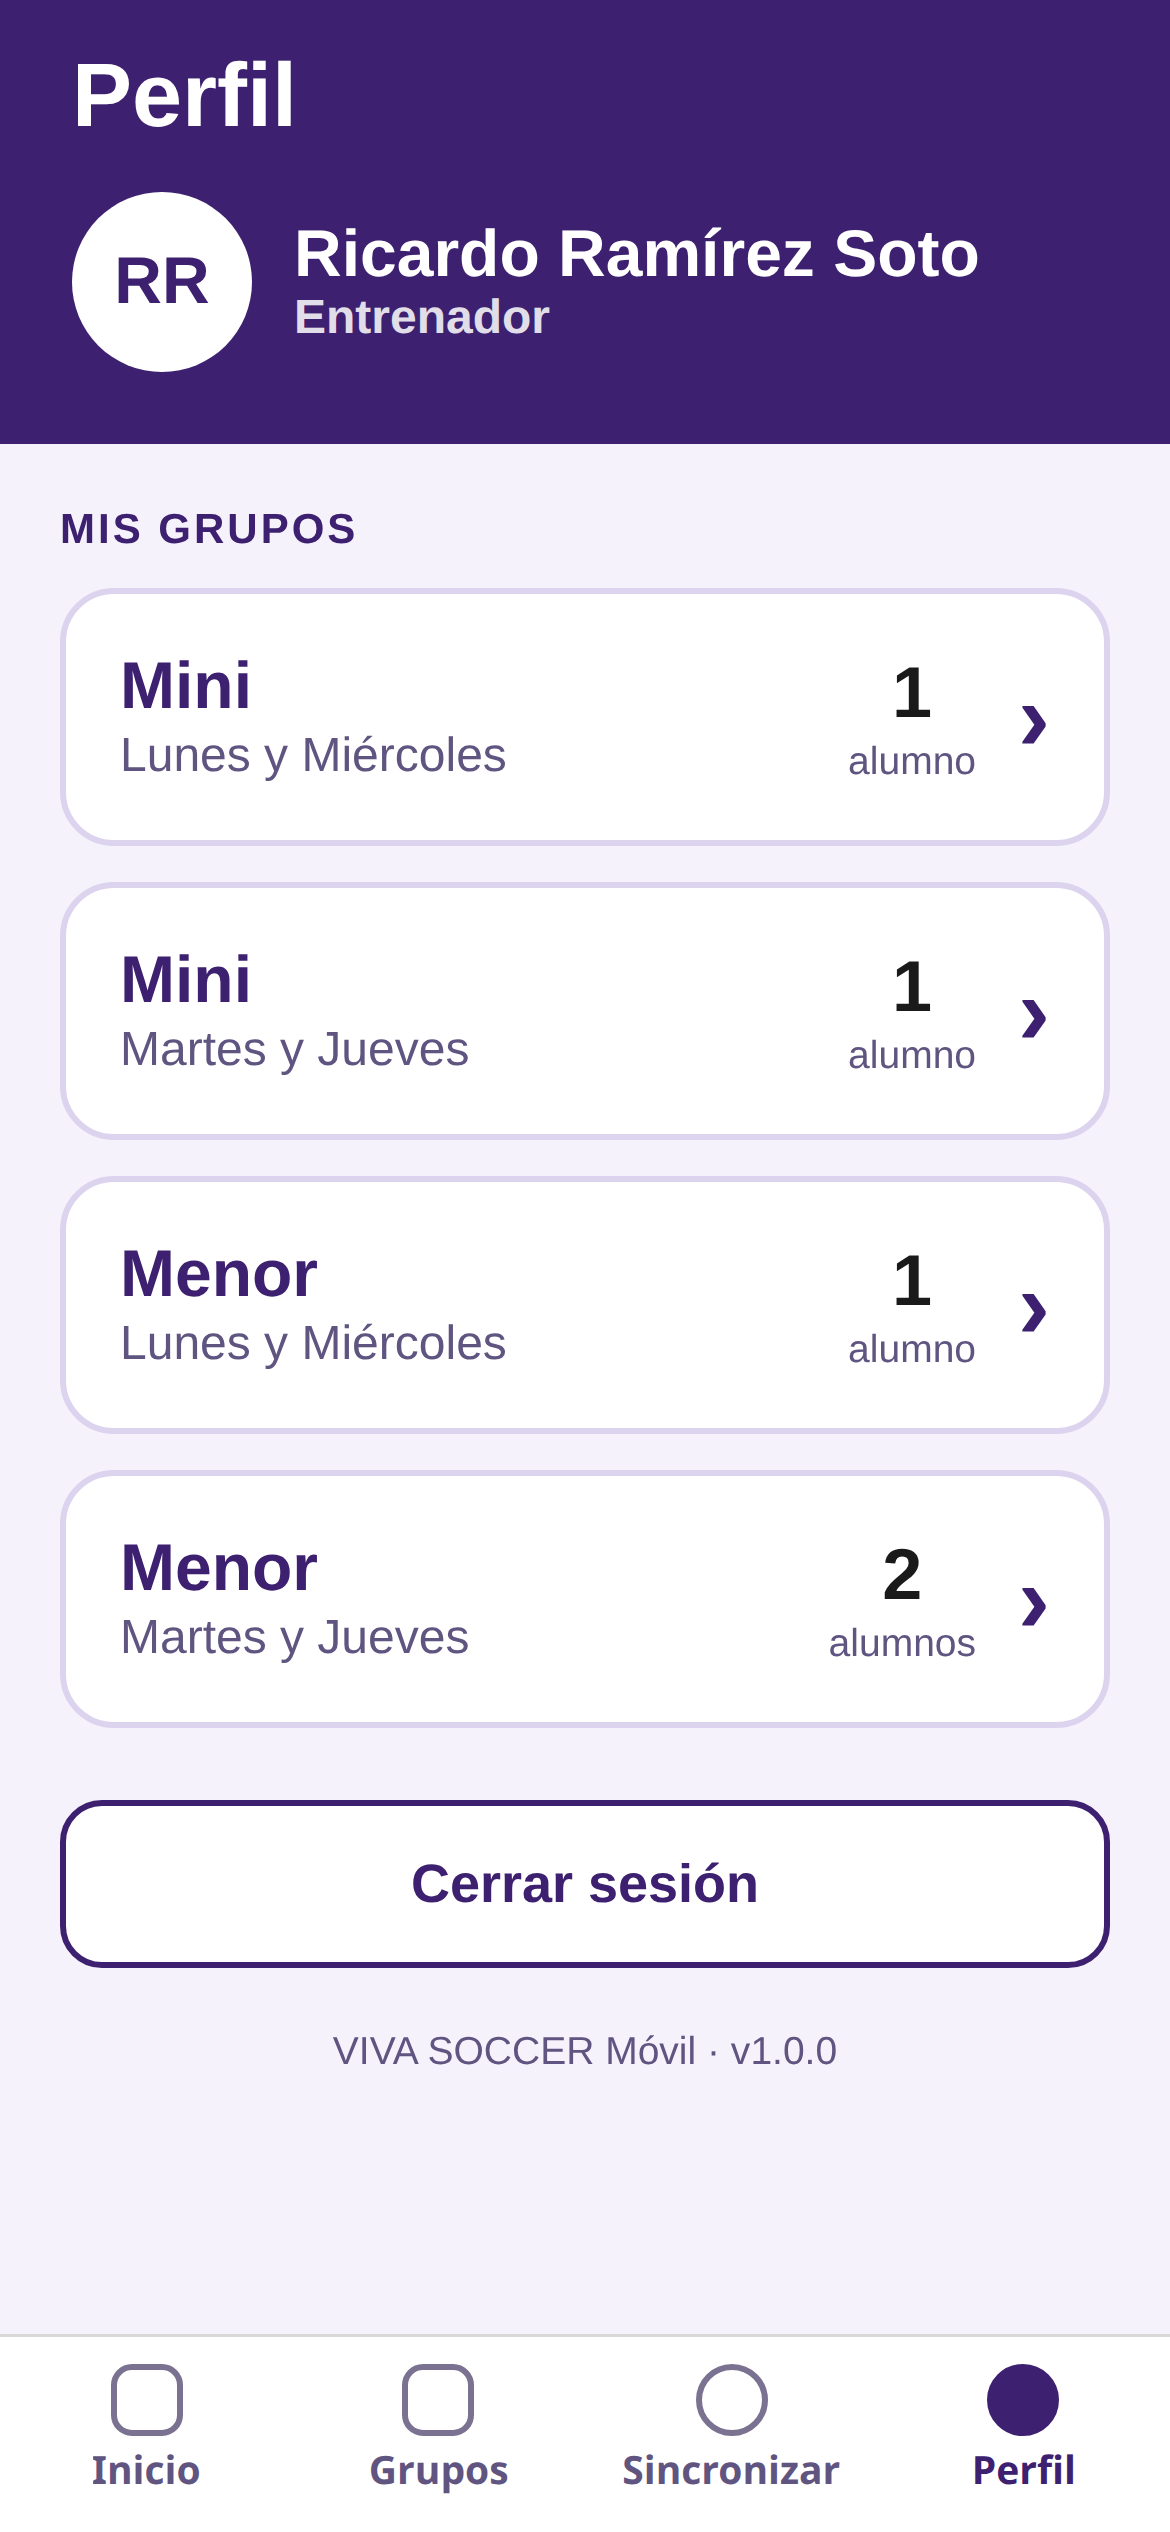 Perfil
RR
Ricardo Ramírez Soto
Entrenador
MIS GRUPOS
Mini
Lunes y Miércoles
1
alumno
›
Mini
Martes y Jueves
1
alumno
›
Menor
Lunes y Miércoles
1
alumno
›
Menor
Martes y Jueves
2
alumnos
›
Cerrar sesión
VIVA SOCCER Móvil · v1.0.0
Inicio
Grupos
Sincronizar
Perfil